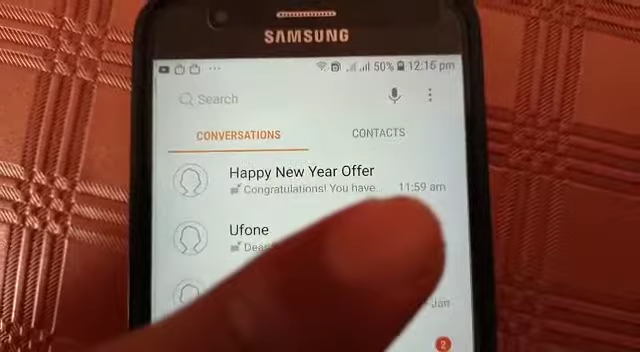 SAMSUNG
50% 12:16 pm
Search
CONVERSATIONS CONTACTS
Happy New Year Offer
Congratulations! You have... 11:59 am
Ufone
Jan
2